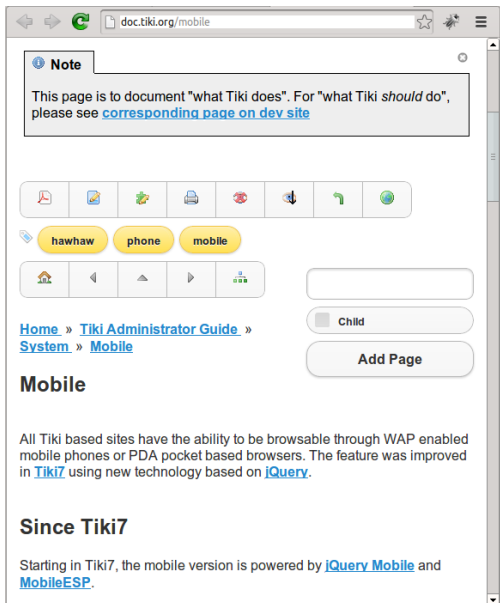 doc.tiki.org/mobile
Note
This page is to document "what Tiki does". For "what Tiki should do",
please see corresponding page on dev site
hawhaw phone mobile
Child
Add Page
Home » Tiki Administrator Guide »
System » Mobile
Mobile
All Tiki based sites have the ability to be browsable through WAP enabled
mobile phones or PDA pocket based browsers. The feature was improved
in Tiki7 using new technology based on jQuery.
Since Tiki7
Starting in Tiki7, the mobile version is powered by jQuery Mobile and
MobileESP.